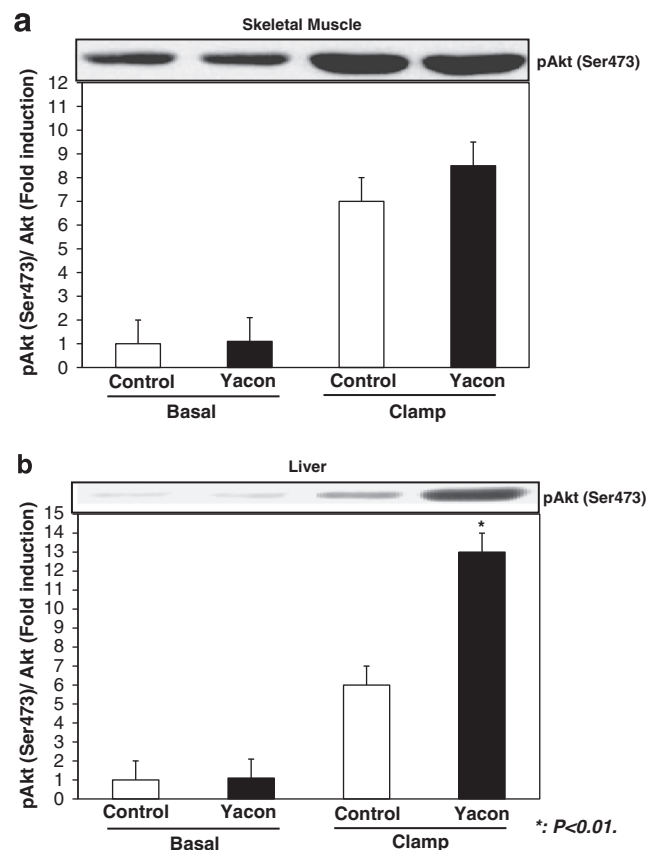 a
Skeletal Muscle
pAkt (Ser473)
pAkt (Ser473)/ Akt (Fold induction)
12
11
10
9
8
7
6
5
4
3
2
1
0
Control Yacon Control Yacon
Basal Clamp
b
Liver
pAkt (Ser473)
pAkt (Ser473)/ Akt (Fold induction)
15
14
13
12
11
10
9
8
7
6
5
4
3
2
1
0
*
Control Yacon Control Yacon
Basal Clamp
*: P<0.01.